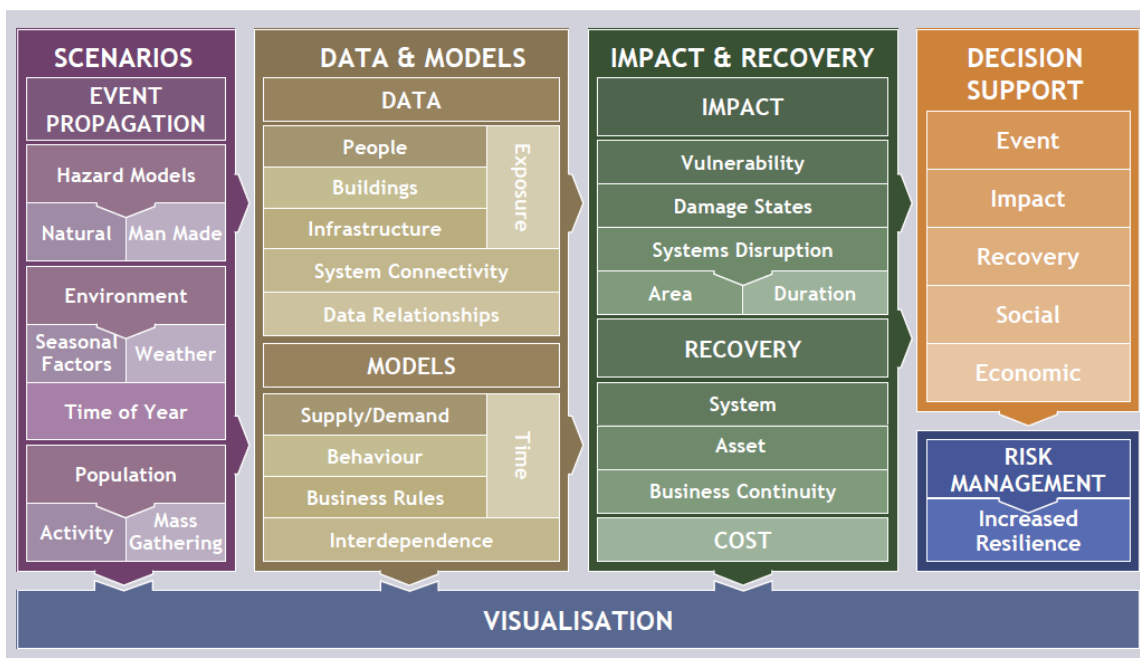 SCENARIOS
EVENT
PROPAGATION
Hazard Models
Natural
Man Made
Environment
Seasonal
Factors
Weather
Time of Year
Population
Activity
Mass
Gathering
DATA & MODELS
DATA
People
Buildings
Infrastructure
Exposure
System Connectivity
Data Relationships
MODELS
Supply/Demand
Behaviour
Business Rules
Time
Interdependence
IMPACT & RECOVERY
IMPACT
Vulnerability
Damage States
Systems Disruption
Area
Duration
RECOVERY
System
Asset
Business Continuity
COST
DECISION
SUPPORT
Event
Impact
Recovery
Social
Economic
RISK
MANAGEMENT
Increased
Resilience
VISUALISATION